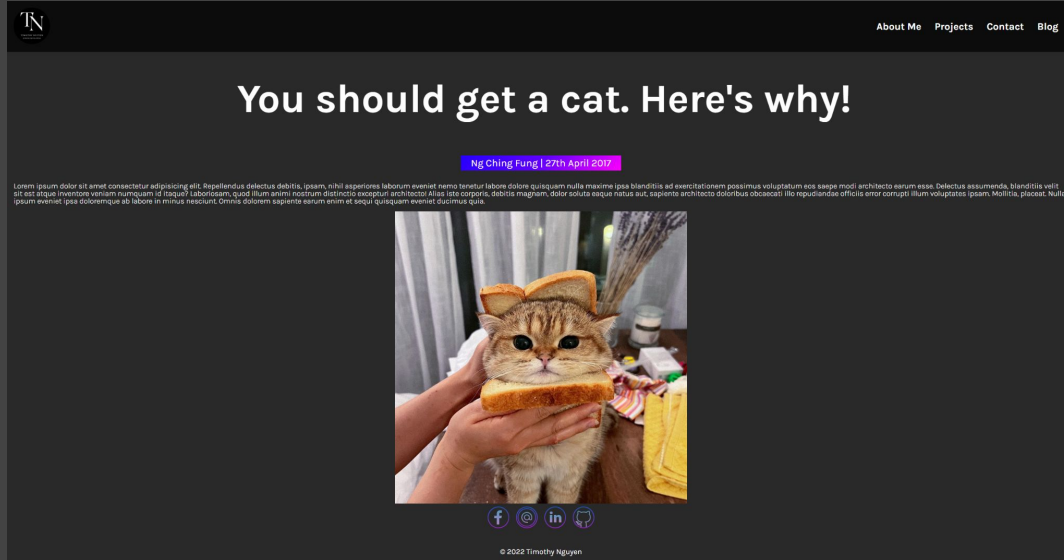 TN
About Me Projects Contact Blog
You should get a cat. Here's why!
Ng Ching Fung | 27th April 2017
Lorem ipsum dolor sit amet consectetur adipisicing elit. Repellendus delectus debitis, ipsam, nihil asperiores laborum eveniet nemo tenetur labore dolore quisquam nulla maxime ipsa blanditiis ad exercitationem possimus voluptatum eos saepe modi architecto earum esse. Delectus assumenda, blanditiis velit
sit est atque inventore veniam numquam id itaque? Laboriosam, quod illum animi nostrum distinctio excepturi architecto! Alias iste corporis, debitis magnam, dolor soluta eaque natus aut, sapiente architecto doloribus obcaecati illo repudiandae officiis error corrupti illum voluptates ipsam. Mollitia, placeat. Nulla
ipsum eveniet ipsa doloremque ab labore in minus nesciunt. Omnis dolorem sapiente earum enim et sequi quisquam eveniet ducimus quia.
f @ in
© 2022 Timothy Nguyen